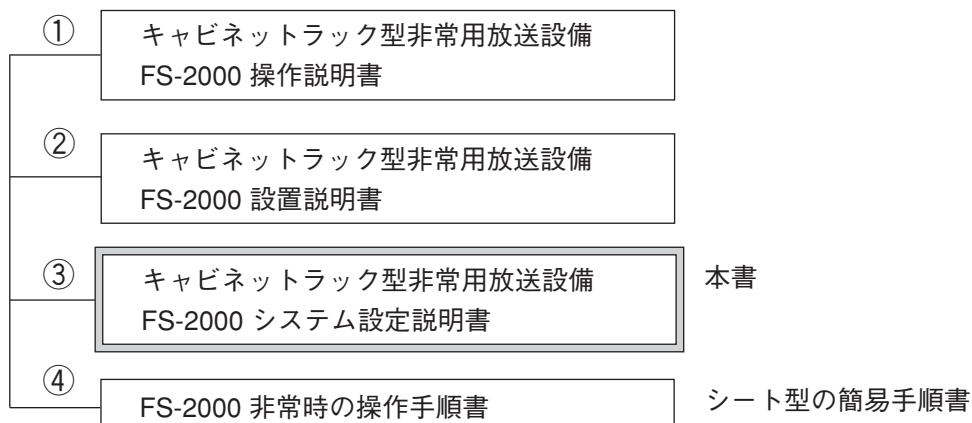 ①
キャビネットラック型非常用放送設備
FS-2000 操作説明書
②
キャビネットラック型非常用放送設備
FS-2000 設置説明書
③
キャビネットラック型非常用放送設備
FS-2000 システム設定説明書
本書
④
FS-2000 非常時の操作手順書
シート型の簡易手順書